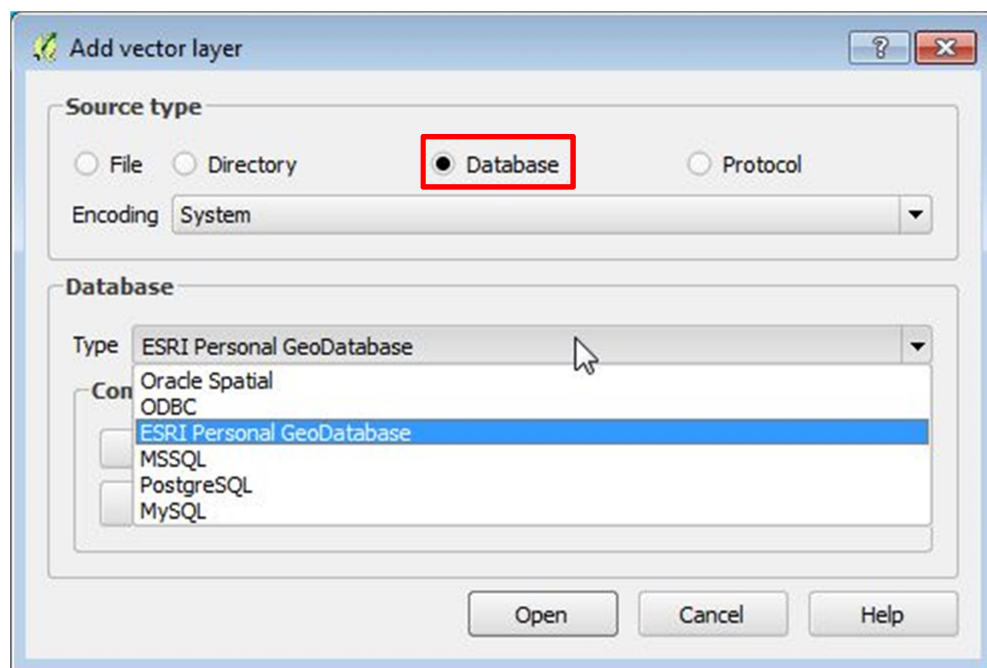 Add vector layer
?
Source type
File Directory Database Protocol
Encoding System
Database
Type ESRI Personal GeoDatabase
Oracle Spatial
Con
ODBC
ESRI Personal GeoDatabase
MSSQL
PostgreSQL
MySQL
Open Cancel Help